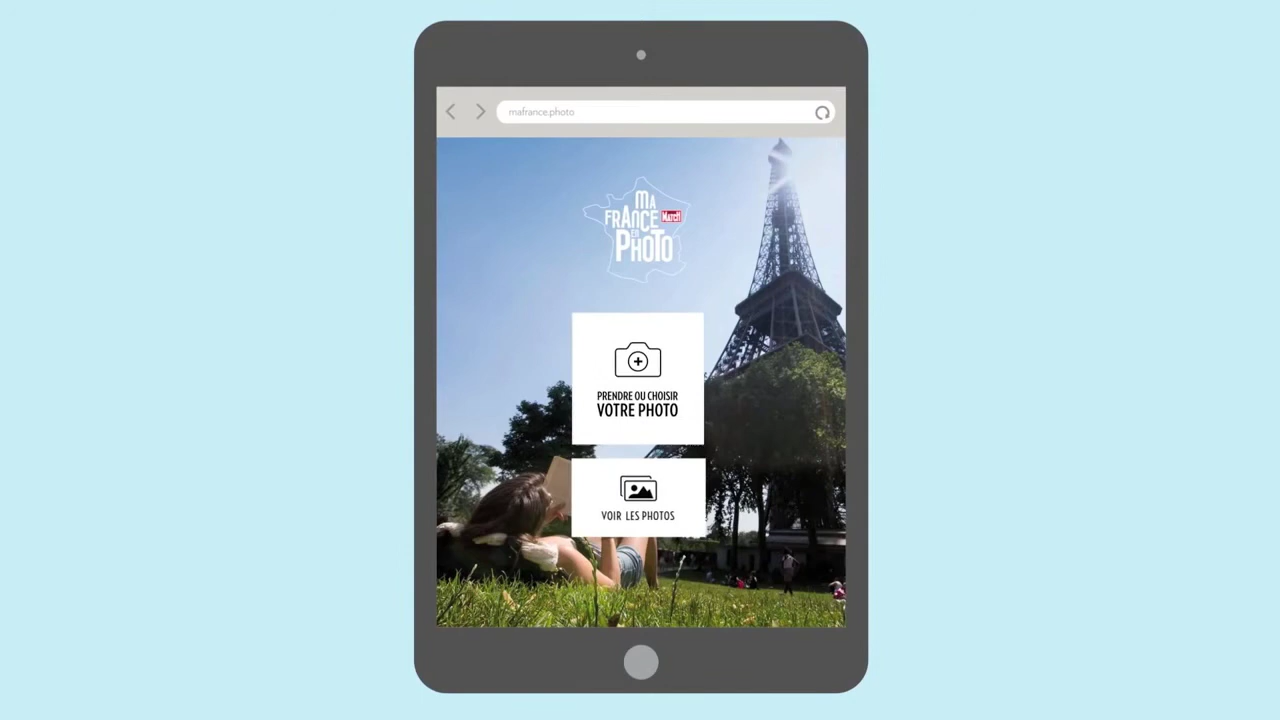 mafrance.photo
MA
FRANCE MATCH
EN
PHOTO
PRENDRE OU CHOISIR
VOTRE PHOTO
VOIR LES PHOTOS